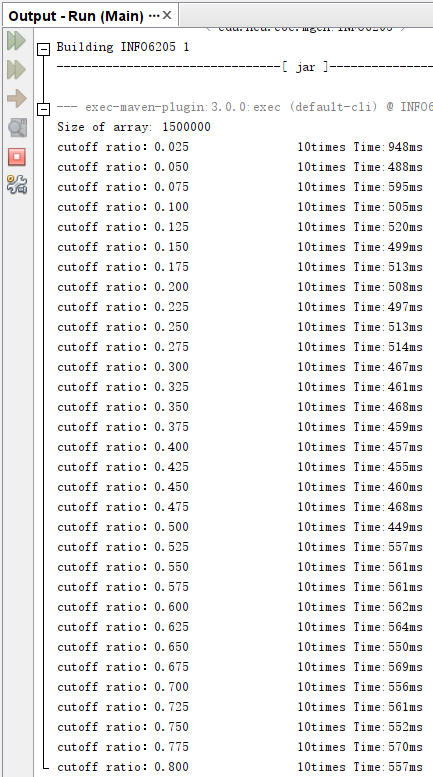 Output - Run (Main) ...
Building INFO6205 1
[ jar ]
--- exec-maven-plugin:3.0.0:exec (default-cli) @ INFO6
Size of array: 1500000
cutoff ratio: 0.025 10times Time:948ms
cutoff ratio: 0.050 10times Time:488ms
cutoff ratio: 0.075 10times Time:595ms
cutoff ratio: 0.100 10times Time:505ms
cutoff ratio: 0.125 10times Time:520ms
cutoff ratio: 0.150 10times Time:499ms
cutoff ratio: 0.175 10times Time:513ms
cutoff ratio: 0.200 10times Time:508ms
cutoff ratio: 0.225 10times Time:497ms
cutoff ratio: 0.250 10times Time:513ms
cutoff ratio: 0.275 10times Time:514ms
cutoff ratio: 0.300 10times Time:467ms
cutoff ratio: 0.325 10times Time:461ms
cutoff ratio: 0.350 10times Time:468ms
cutoff ratio: 0.375 10times Time:459ms
cutoff ratio: 0.400 10times Time:457ms
cutoff ratio: 0.425 10times Time:455ms
cutoff ratio: 0.450 10times Time:460ms
cutoff ratio: 0.475 10times Time:468ms
cutoff ratio: 0.500 10times Time:449ms
cutoff ratio: 0.525 10times Time:557ms
cutoff ratio: 0.550 10times Time:561ms
cutoff ratio: 0.575 10times Time:561ms
cutoff ratio: 0.600 10times Time:562ms
cutoff ratio: 0.625 10times Time:564ms
cutoff ratio: 0.650 10times Time:550ms
cutoff ratio: 0.675 10times Time:569ms
cutoff ratio: 0.700 10times Time:556ms
cutoff ratio: 0.725 10times Time:561ms
cutoff ratio: 0.750 10times Time:552ms
cutoff ratio: 0.775 10times Time:570ms
cutoff ratio: 0.800 10times Time:557ms